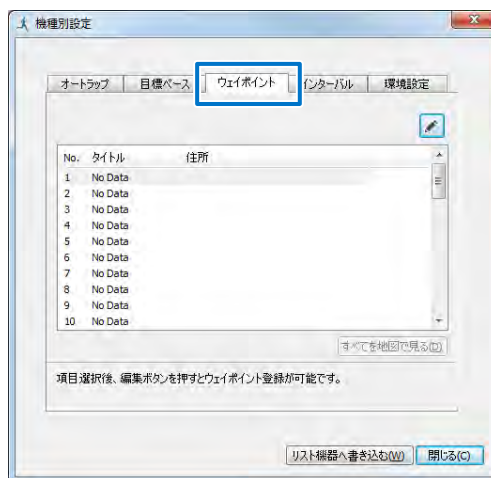 機種別設定
オートラップ 目標ペース ウェイポイント インターバル 環境設定
No. タイトル 住所
1 No Data
2 No Data
3 No Data
4 No Data
5 No Data
6 No Data
7 No Data
8 No Data
9 No Data
10 No Data
すべてを地図で見る(D)
項目選択後、編集ボタンを押すとウェイポイント登録が可能です。
リスト機器へ書き込む(W) 閉じる(C)